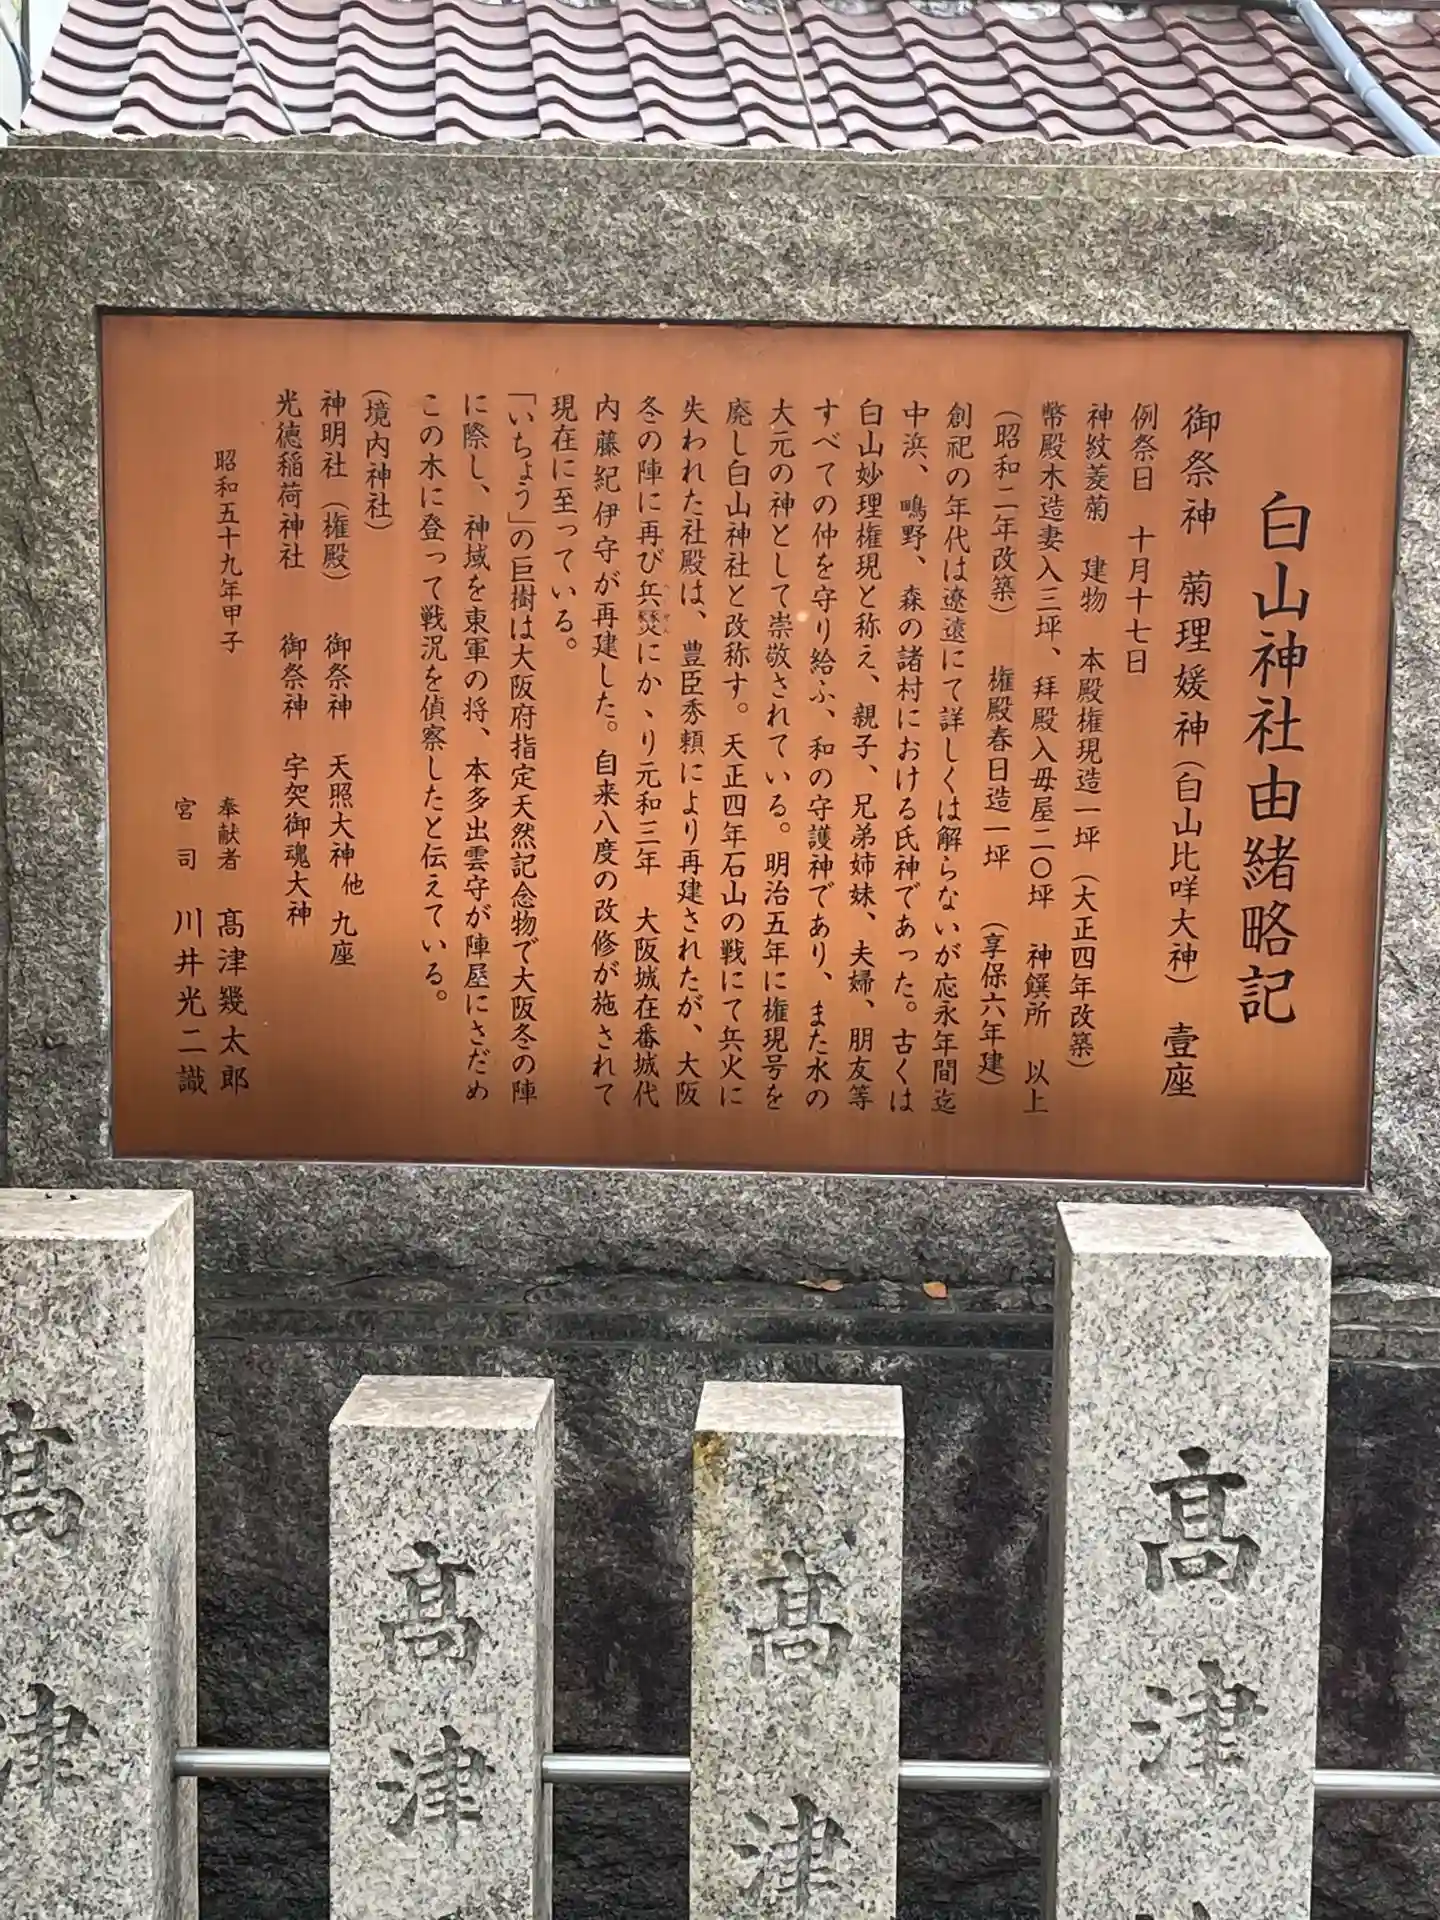 白山神社由緒略記
御祭神　菊理媛神（白山比咩大神）　壹座
例祭日　十月十七日
神紋菱菊　建物　本殿権現造一坪（大正四年改築）
幣殿木造妻入三坪、拝殿入母屋二〇坪　神饌所　以上
（昭和二年改築）　権殿春日造一坪　（享保六年建）
創祀の年代は遼遠にて詳しくは解らないが応永年間迄
中浜、鴫野、森の諸村における氏神であった。古くは
白山妙理権現と称え、親子、兄弟姉妹、夫婦、朋友等
すべての仲を守り給ふ、和の守護神であり、また水の
大元の神として崇敬されている。明治五年に権現号を
廃し白山神社と改称す。天正四年石山の戦にて兵火に
失われた社殿は、豊臣秀頼により再建されたが、大阪
冬の陣に再び兵災にかゝり元和三年　大阪城在番城代
内藤紀伊守が再建した。自来八度の改修が施されて
現在に至っている。
「いちょう」の巨樹は大阪府指定天然記念物で大阪冬の陣
に際し、神域を東軍の将、本多出雲守が陣屋にさだめ
この木に登って戦況を偵察したと伝えている。
（境内神社）
神明社（権殿）　御祭神　天照大神他　九座
光徳稲荷神社　御祭神　宇賀御魂大神
昭和五十九年甲子
奉献者　髙津幾太郎
宮司　川井光二識
髙津
髙津
髙津
髙津